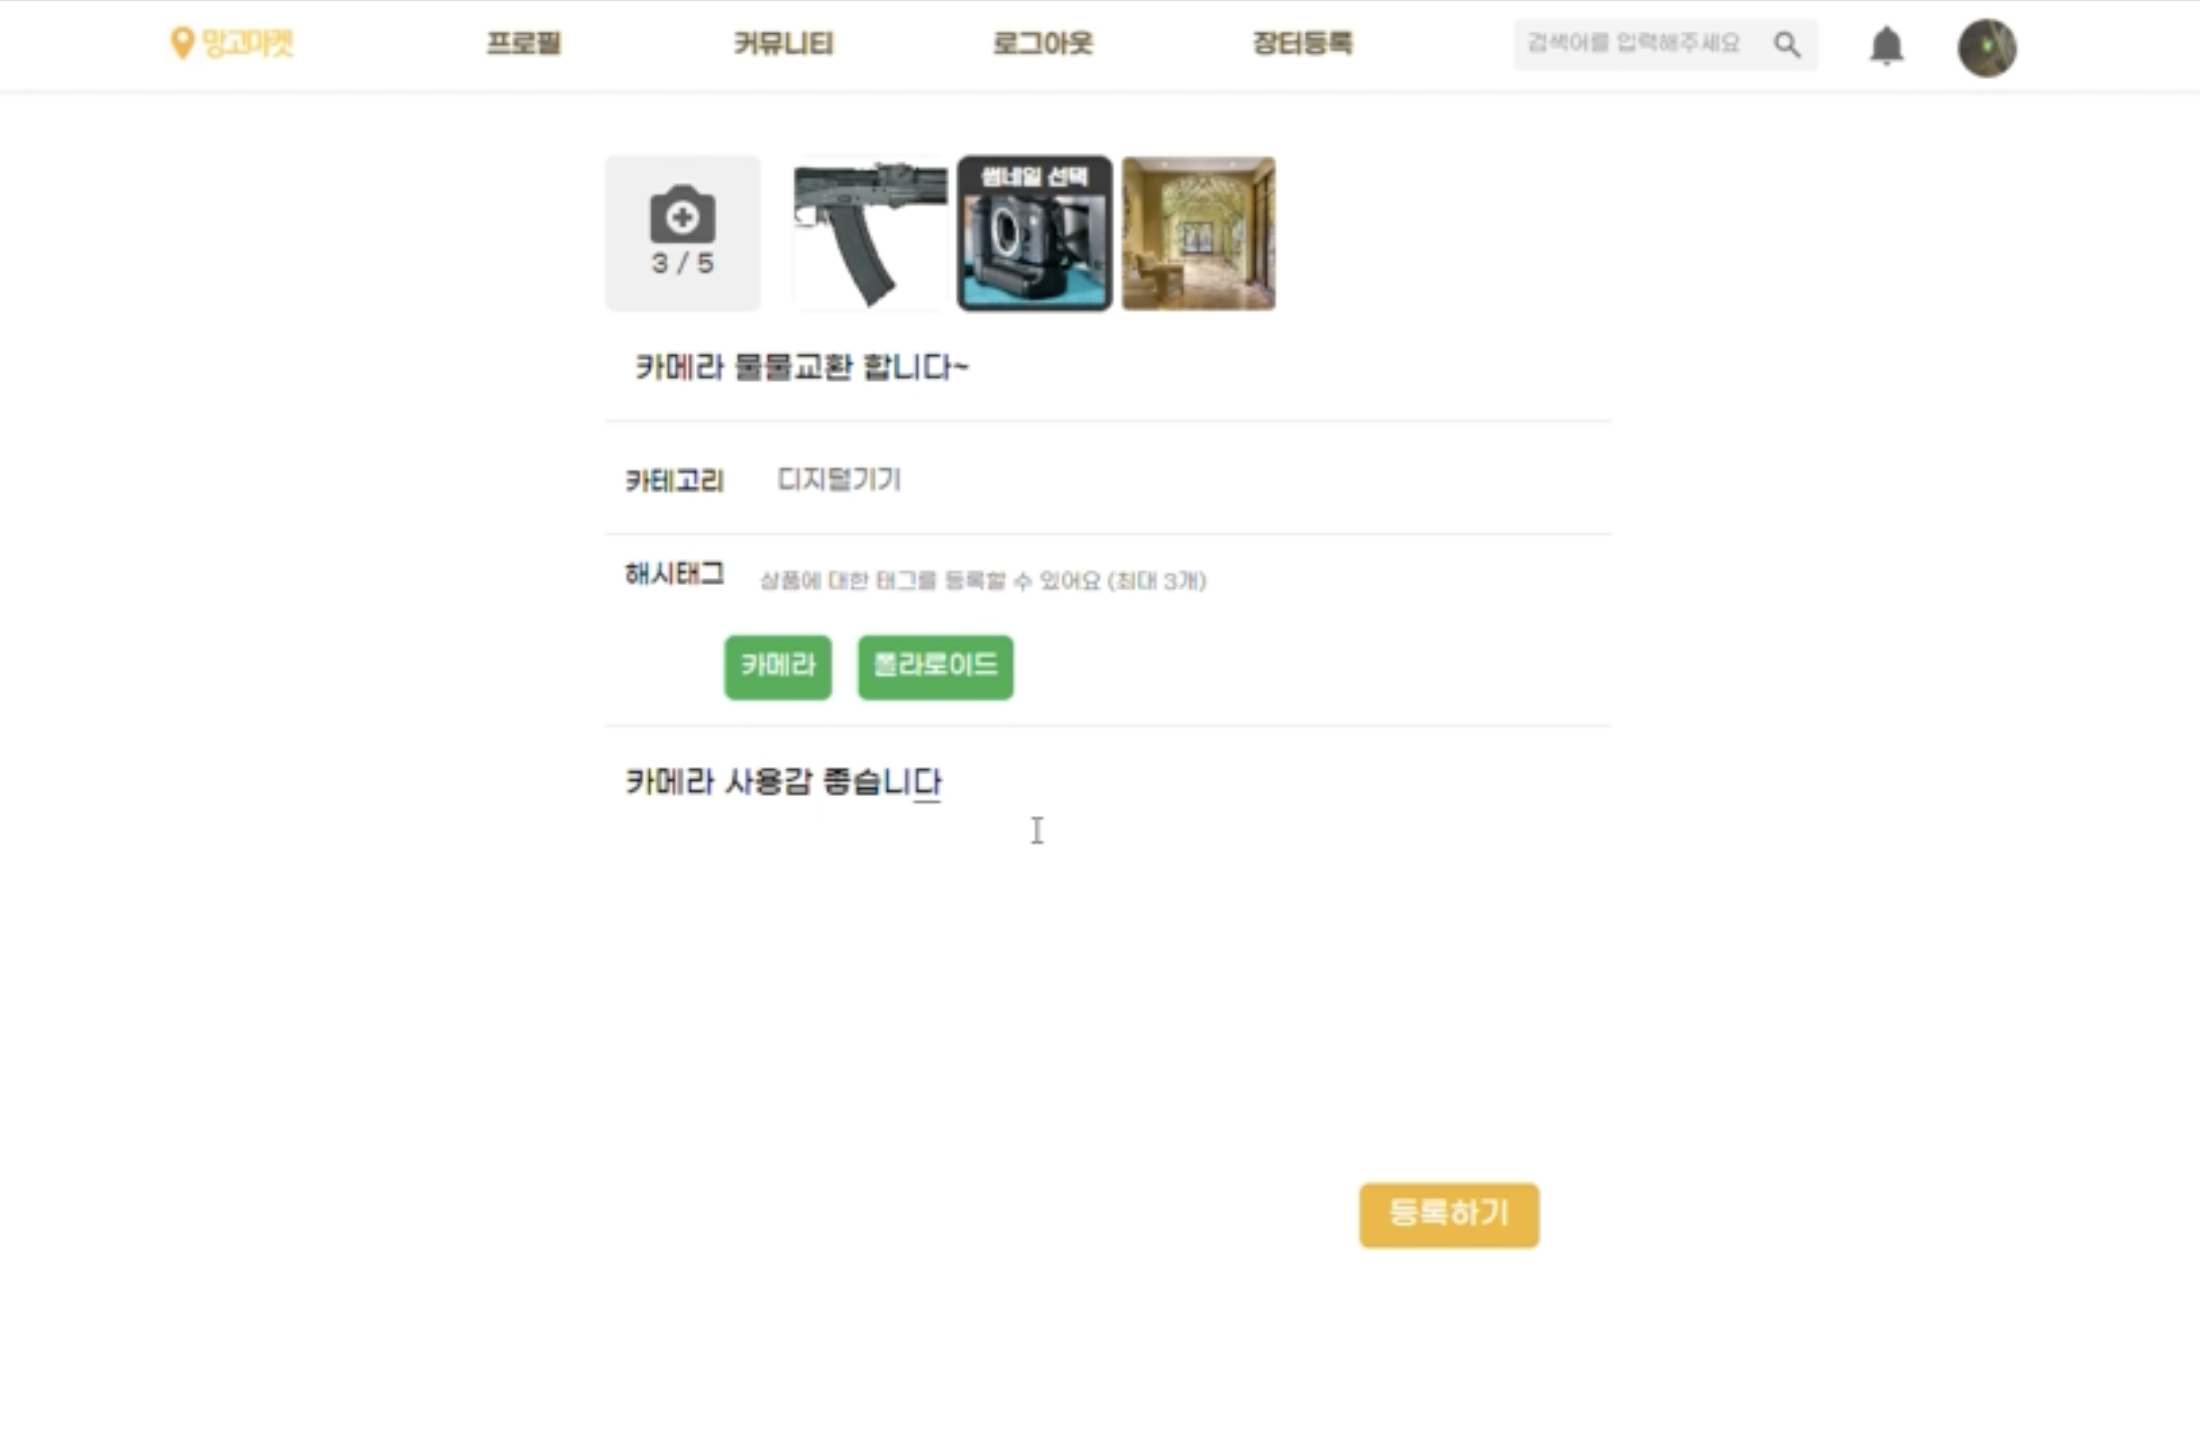 망고마켓 프로필 커뮤니티 로그아웃 장터등록 검색어를 입력해주세요
3 / 5
썸네일 선택
카메라 물물교환 합니다~
카테고리 디지털기기
해시태그 상품에 대한 태그를 등록할 수 있어요 (최대 3개)
카메라 폴라로이드
카메라 사용감 좋습니다
등록하기